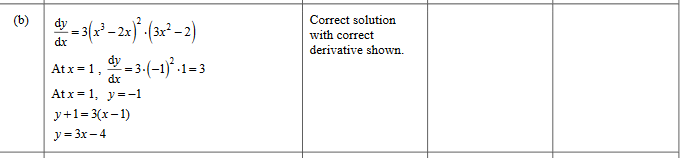 (b)
dy/dx = 3(x³ – 2x)² ·(3x² – 2)
At x = 1, dy/dx = 3·(–1)² ·1 = 3
At x = 1, y = –1
y + 1 = 3(x – 1)
y = 3x – 4
Correct solution
with correct
derivative shown.